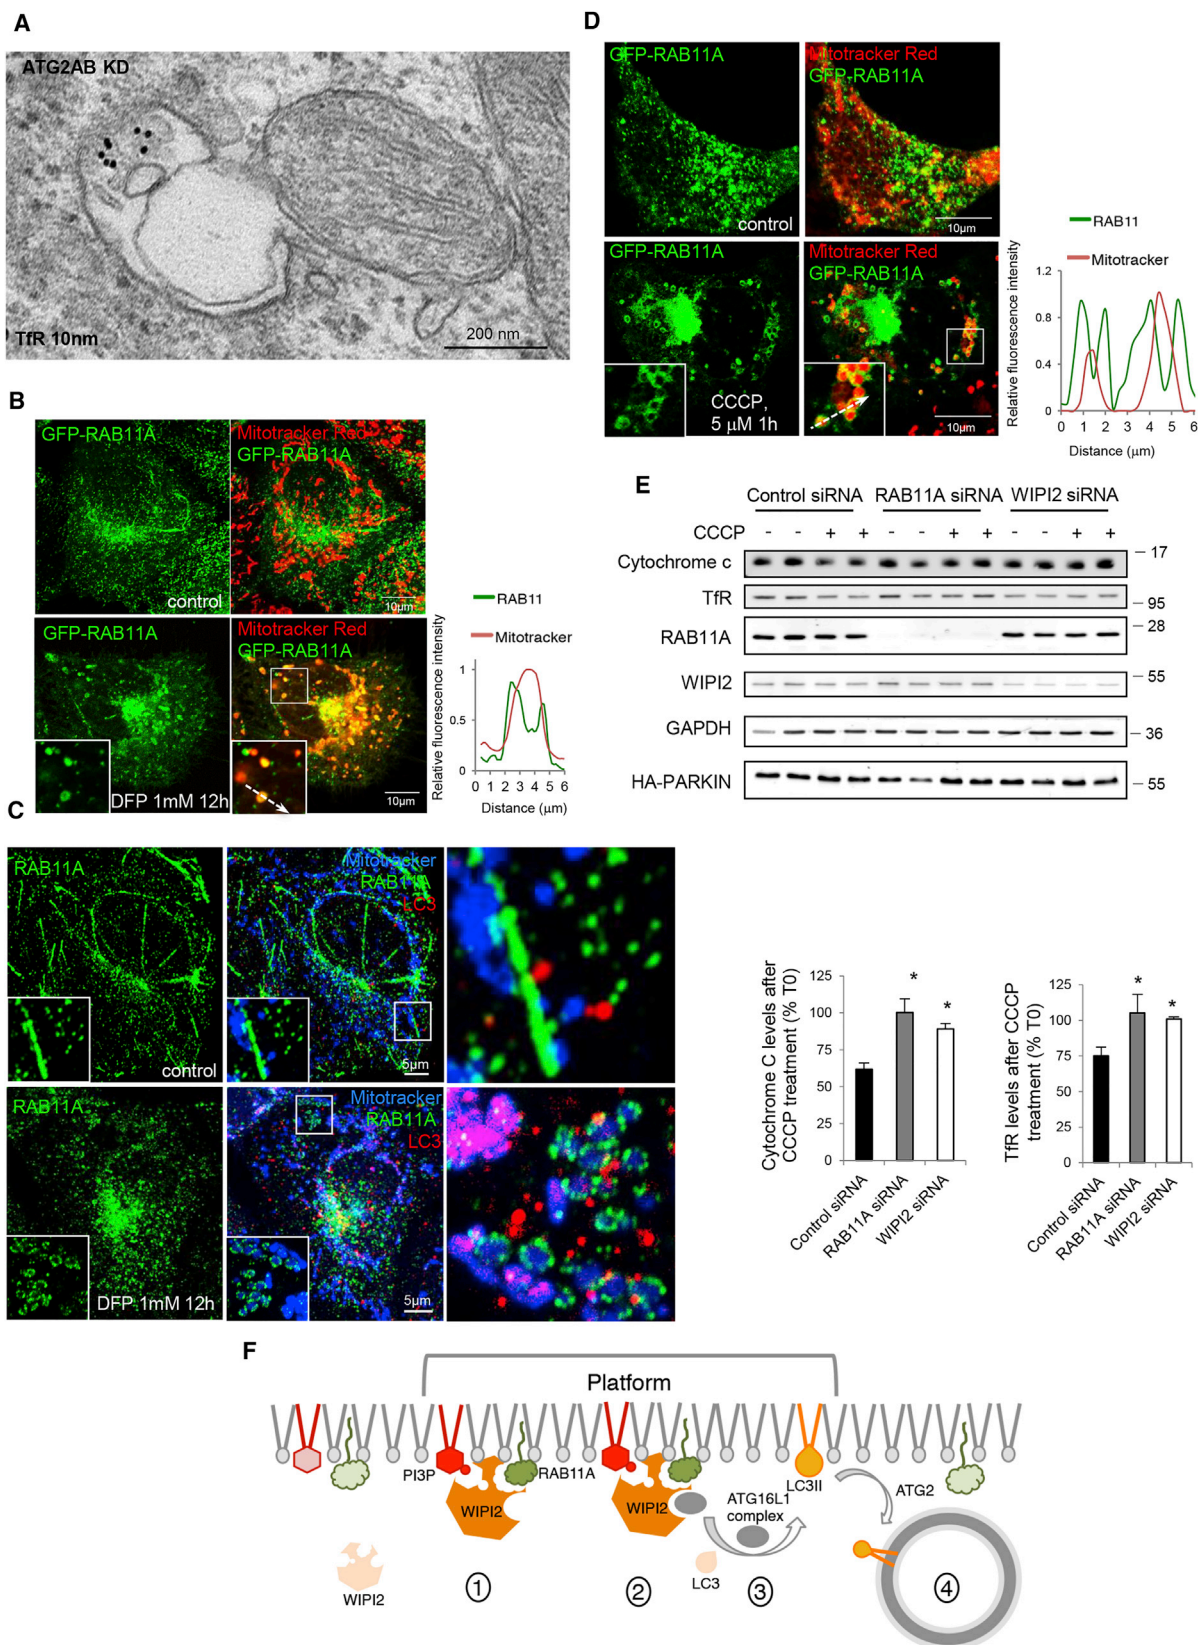 A
ATG2AB KD
TfR 10nm
200 nm
B
GFP-RAB11A
Mitotracker Red
GFP-RAB11A
control
10µm
GFP-RAB11A
Mitotracker Red
GFP-RAB11A
DFP 1mM 12h
10µm
RAB11
Mitotracker
Relative fluorescence intensity
1
0.5
0
0 1 2 3 4 5 6
Distance (µm)
C
RAB11A
control
Mitotracker
RAB11A
LC3
5µm
RAB11A
DFP 1mM 12h
Mitotracker
RAB11A
LC3
5µm
D
GFP-RAB11A
control
Mitotracker Red
GFP-RAB11A
10µm
GFP-RAB11A
CCCP,
5 µM 1h
Mitotracker Red
GFP-RAB11A
10µm
RAB11
Mitotracker
Relative fluorescence intensity
1.2
0.8
0.4
0
0 1 2 3 4 5 6
Distance (µm)
E
Control siRNA RAB11A siRNA WIPI2 siRNA
CCCP - - + + - - + + - - + +
Cytochrome c
17
TfR
95
RAB11A
28
WIPI2
55
GAPDH
36
HA-PARKIN
55
Cytochrome C levels after
CCCP treatment (% T0)
125
100
75
50
25
0
* *
Control siRNA
RAB11A siRNA
WIPI2 siRNA
TfR levels after CCCP
treatment (% T0)
125
100
75
50
25
0
* *
Control siRNA
RAB11A siRNA
WIPI2 siRNA
F
Platform
PI3P
WIPI2
RAB11A
WIPI2
ATG16L1
complex
LC3II
ATG2
WIPI2
LC3
1
2
3
4